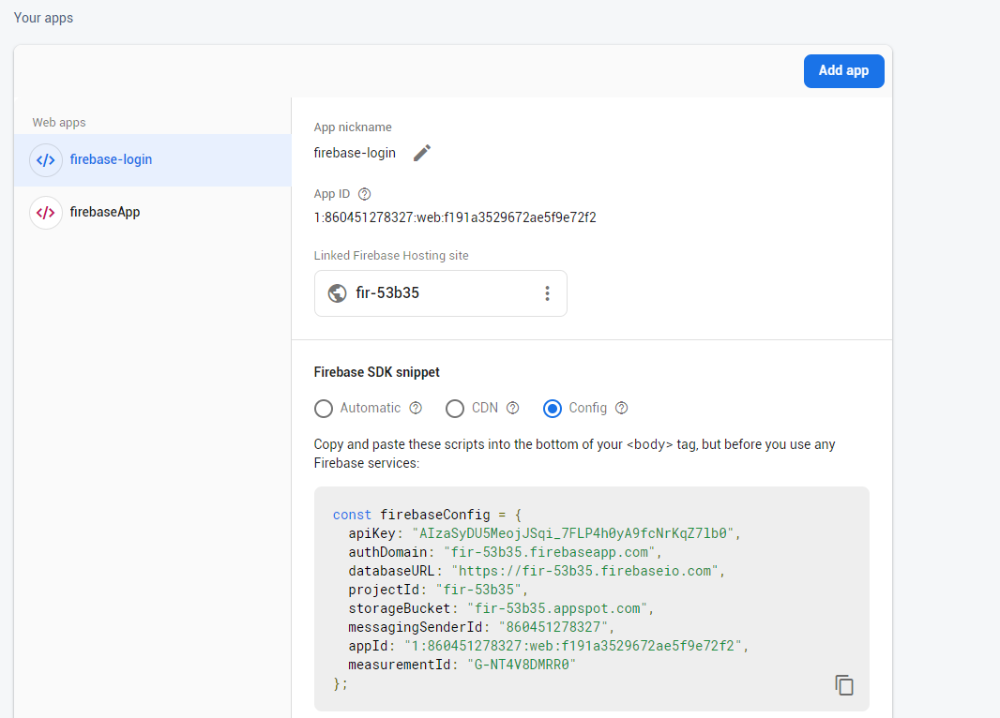 Your apps
Add app
Web apps
firebase-login
firebaseApp
App nickname
firebase-login
App ID
1:860451278327:web:f191a3529672ae5f9e72f2
Linked Firebase Hosting site
fir-53b35
Firebase SDK snippet
Automatic CDN Config
Copy and paste these scripts into the bottom of your <body> tag, but before you use any
Firebase services:
const firebaseConfig = {
  apiKey: "AIzaSyDU5MeojJSqi_7FLP4h0yA9fcNrKqZ7lb0",
  authDomain: "fir-53b35.firebaseapp.com",
  databaseURL: "https://fir-53b35.firebaseio.com",
  projectId: "fir-53b35",
  storageBucket: "fir-53b35.appspot.com",
  messagingSenderId: "860451278327",
  appId: "1:860451278327:web:f191a3529672ae5f9e72f2",
  measurementId: "G-NT4V8DMRR0"
};